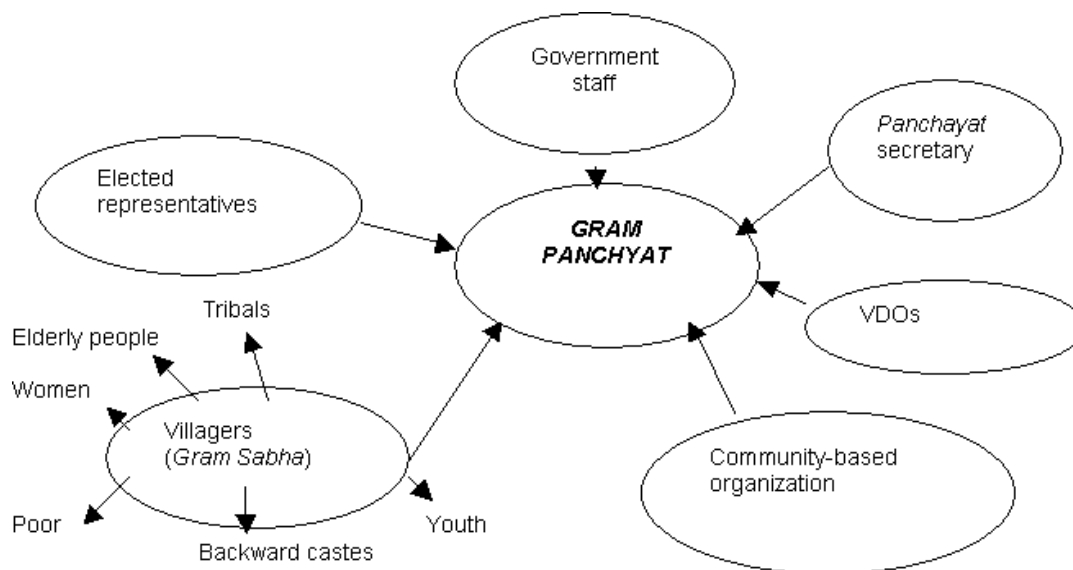 Government
staff
Panchayat
secretary
Elected
representatives
GRAM
PANCHYAT
Tribals
VDOs
Elderly people
Women
Villagers
(Gram Sabha)
Community-based
organization
Poor
Youth
Backward castes